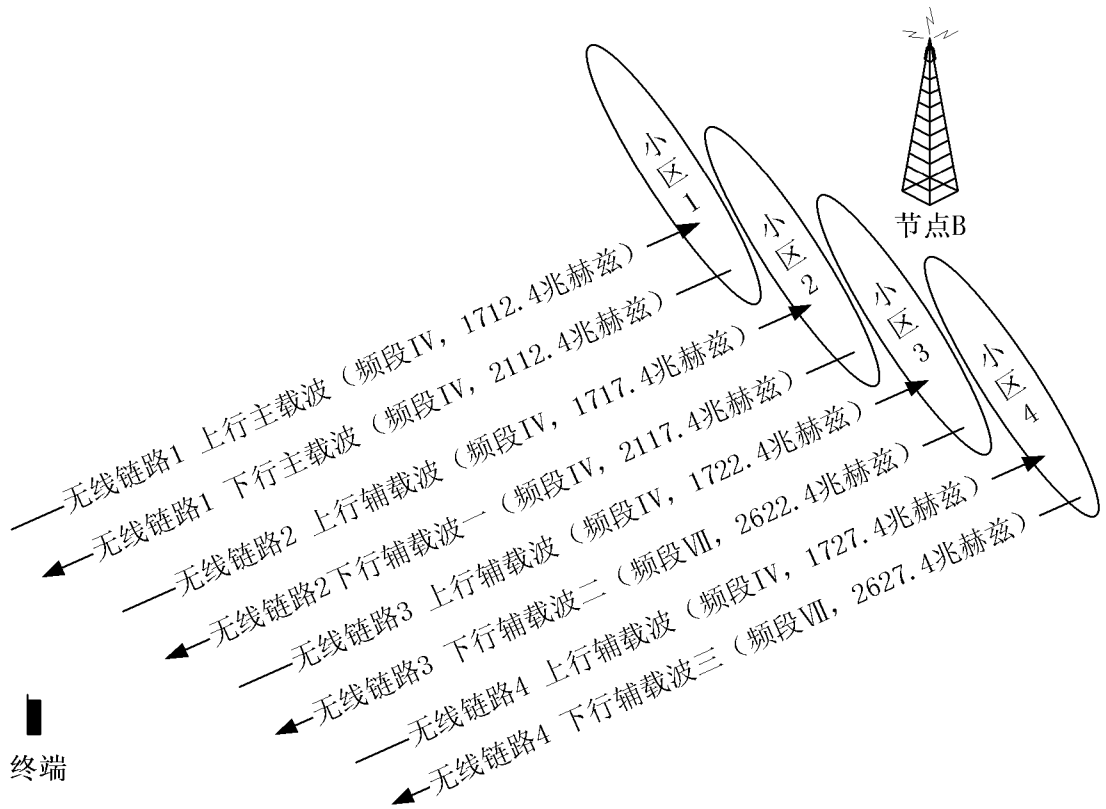 小区1
小区2
小区3
小区4
节点B
无线链路1 上行主载波（频段IV，1712.4兆赫兹）
无线链路1 下行主载波（频段IV，2112.4兆赫兹）
无线链路2 上行辅载波（频段IV，1717.4兆赫兹）
无线链路2下行辅载波一（频段IV，2117.4兆赫兹）
无线链路3 上行辅载波（频段IV，1722.4兆赫兹）
无线链路3 下行辅载波二（频段Ⅶ，2622.4兆赫兹）
无线链路4 上行辅载波（频段IV，1727.4兆赫兹）
无线链路4 下行辅载波三（频段Ⅶ，2627.4兆赫兹）
终端